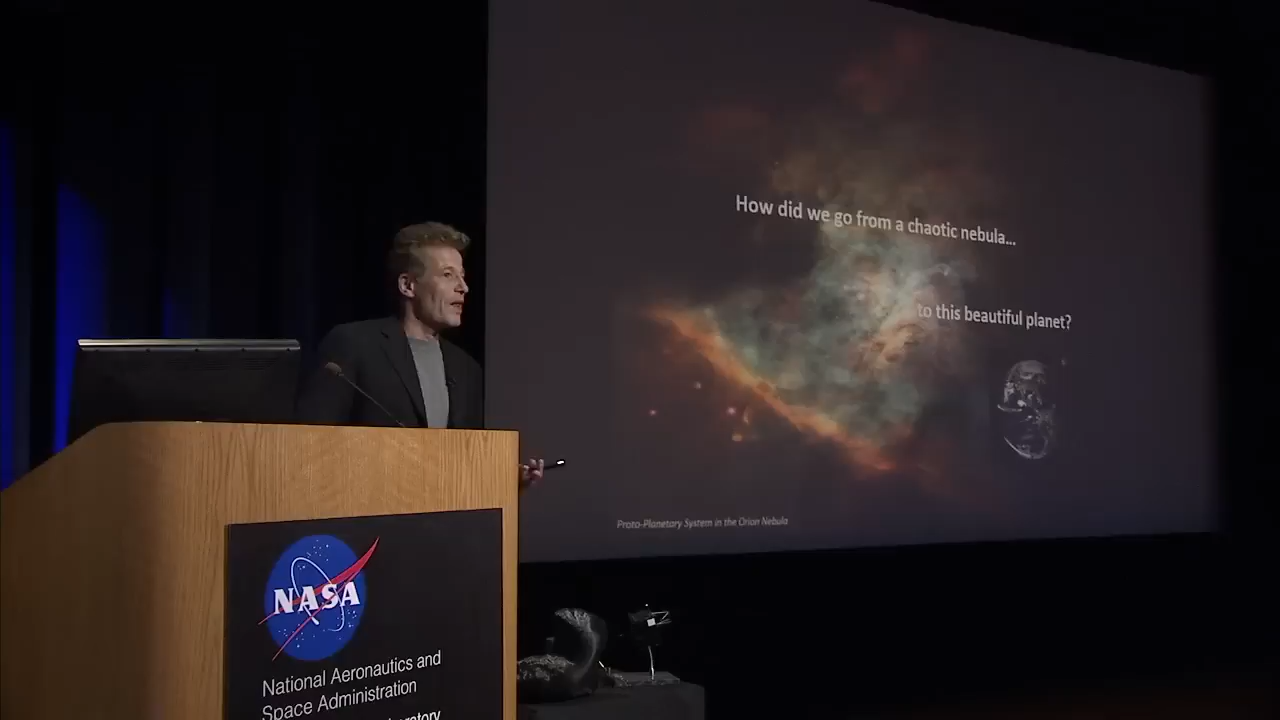 How did we go from a chaotic nebula...
to this beautiful planet?
Proto-Planetary System in the Orion Nebula
NASA
National Aeronautics and
Space Administration